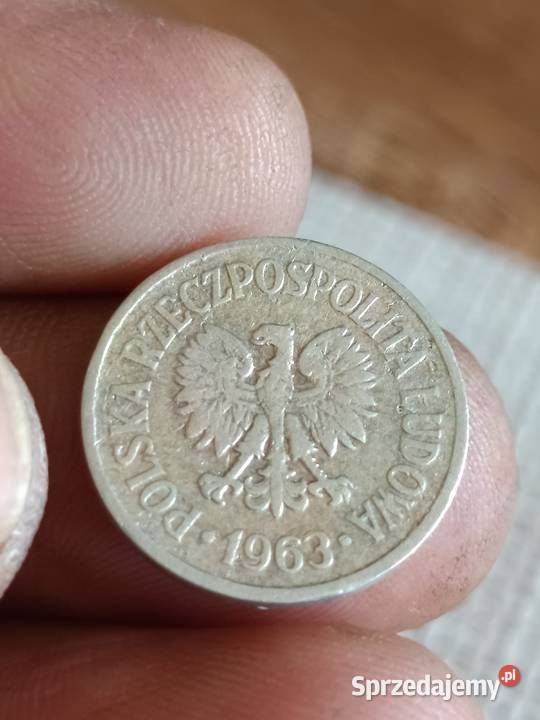 POLSKA RZECZPOSPOLITA LUDOWA
· 1963 ·
Sprzedajemy.pl